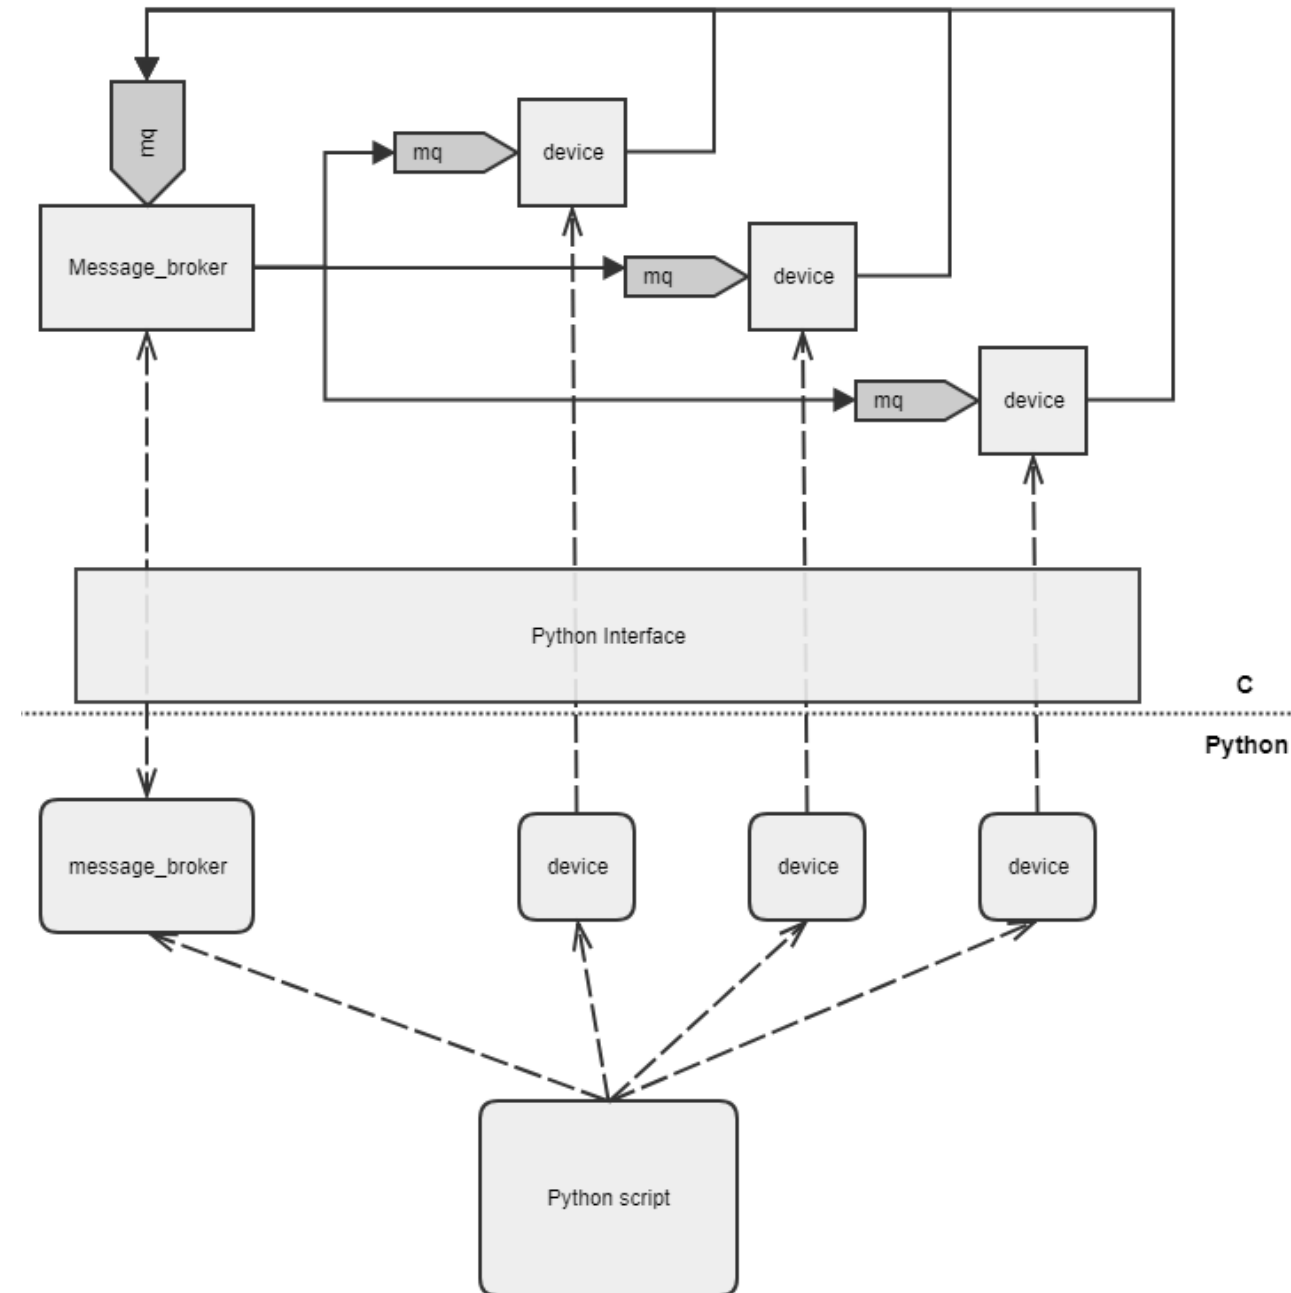 mq
mq
device
Message_broker
mq
device
mq
device
Python Interface
C
Python
message_broker
device
device
device
Python script